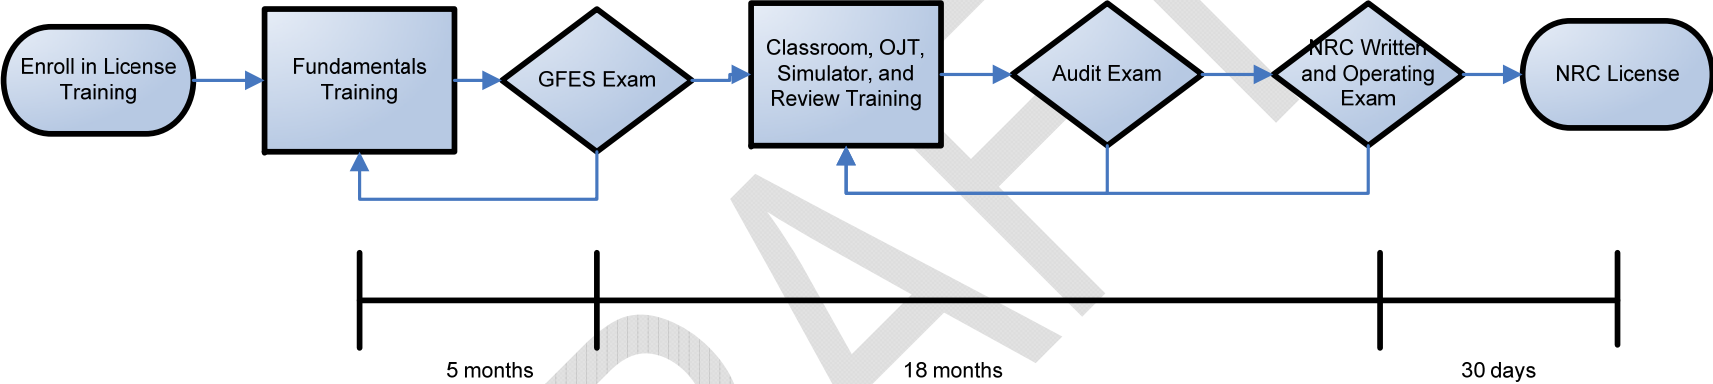 Enroll in License
Training
Fundamentals
Training
GFES Exam
Classroom, OJT,
Simulator, and
Review Training
Audit Exam
NRC Written
and Operating
Exam
NRC License
5 months
18 months
30 days